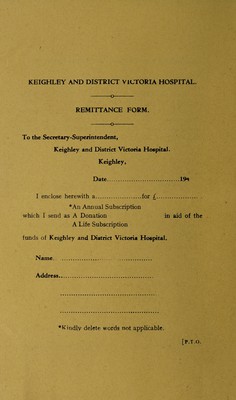 KEIGHLEY AND DISTRICT VICTORIA HOSPITAL.
REMITTANCE FORM.
To the Secretary-Superintendent,
Keighley and District Victoria Hospital.
Keighley,
Date..............................194
I enclose herewith a....................for £...................
*An Annual Subscription
which I send as A Donation in aid of the
A Life Subscription
funds of Keighley and District Victoria Hospital.
Name. ..........................................
Address...........................................
...........................................
...........................................
*Kindly delete words not applicable.
[P.T.O.